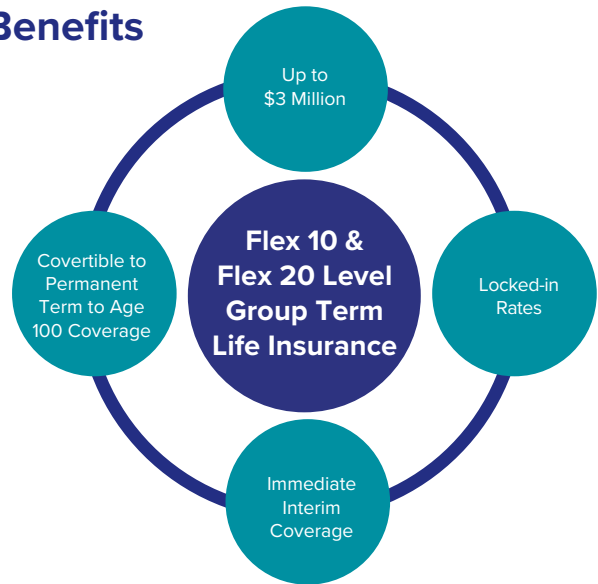 Benefits
Up to
$3 Million
Flex 10 &
Flex 20 Level
Group Term
Life Insurance
Covertible to
Permanent
Term to Age
100 Coverage
Locked-in
Rates
Immediate
Interim
Coverage